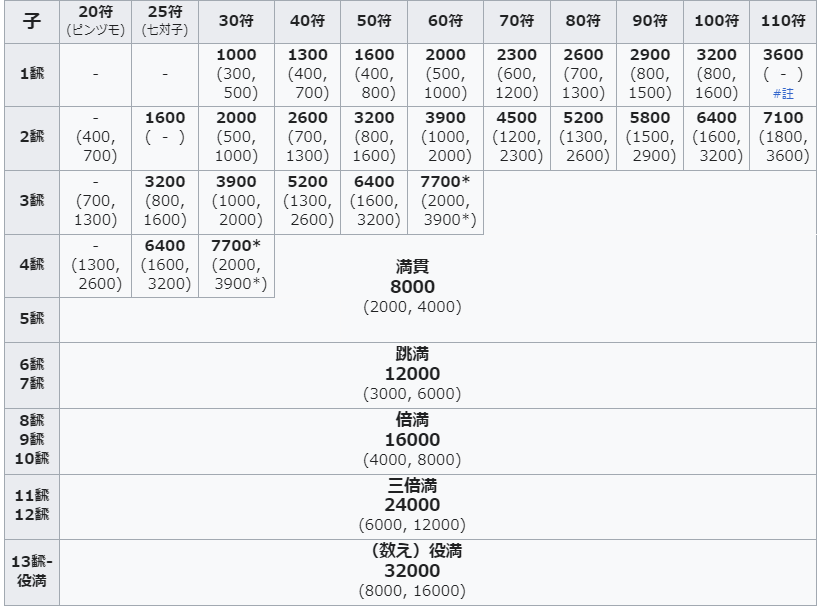 子 20符 25符 30符 40符 50符 60符 70符 80符 90符 100符 110符
(ピンヅモ) (七対子)
1飜 - - 1000 1300 1600 2000 2300 2600 2900 3200 3600
(300, (400, (400, (500, (600, (700, (800, (800, ( - )
500) 700) 800) 1000) 1200) 1300) 1500) 1600) #註
2飜 - 1600 2000 2600 3200 3900 4500 5200 5800 6400 7100
(400, ( - ) (500, (700, (800, (1000, (1200, (1300, (1500, (1600, (1800,
700) 1000) 1300) 1600) 2000) 2300) 2600) 2900) 3200) 3600)
3飜 - 3200 3900 5200 6400 7700*
(700, (800, (1000, (1300, (1600, (2000,
1300) 1600) 2000) 2600) 3200) 3900*)
4飜 - 6400 7700*
(1300, (1600, (2000,
2600) 3200) 3900*)
5飜
満貫
8000
(2000, 4000)
6飜
7飜
跳満
12000
(3000, 6000)
8飜
9飜
10飜
倍満
16000
(4000, 8000)
11飜
12飜
三倍満
24000
(6000, 12000)
13飜-
役満
（数え）役満
32000
(8000, 16000)